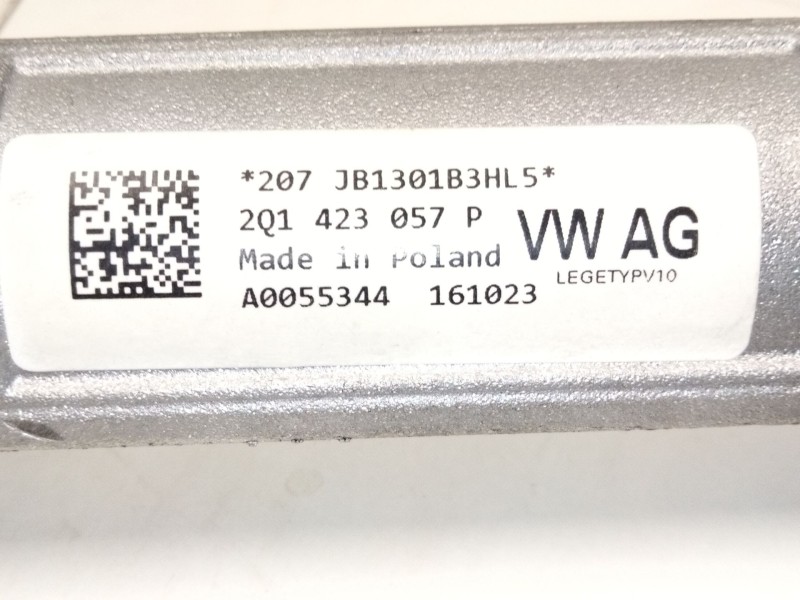 *207 JB1301B3HL5*
2Q1 423 057 P
Made in Poland
A0055344 161023
VW AG
LEGETYPV10